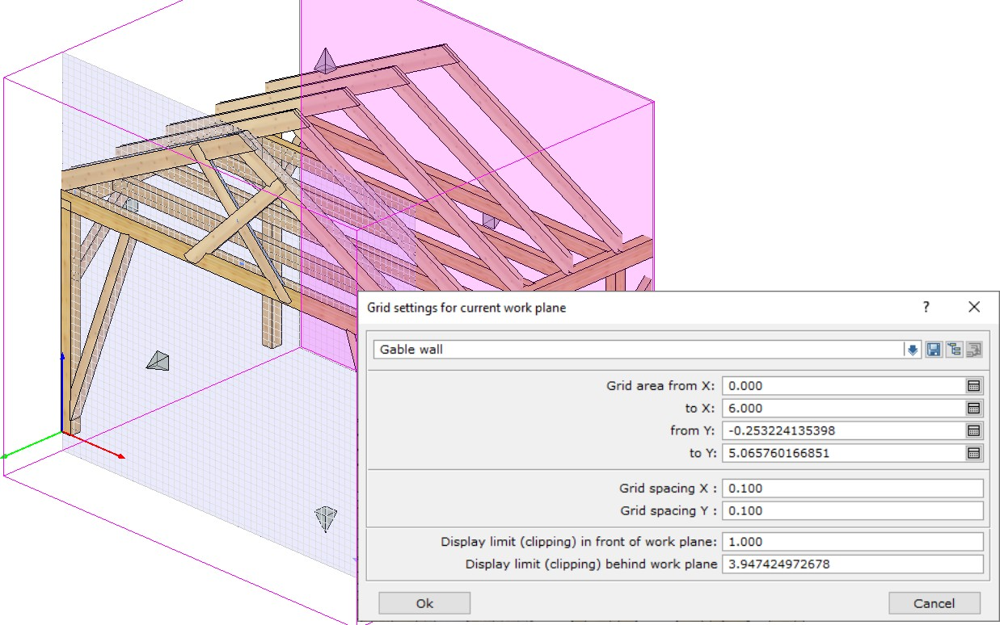 Grid settings for current work plane
?
Gable wall
Grid area from X: 0.000
to X: 6.000
from Y: -0.253224135398
to Y: 5.065760166851
Grid spacing X : 0.100
Grid spacing Y : 0.100
Display limit (clipping) in front of work plane: 1.000
Display limit (clipping) behind work plane 3.947424972678
Ok Cancel